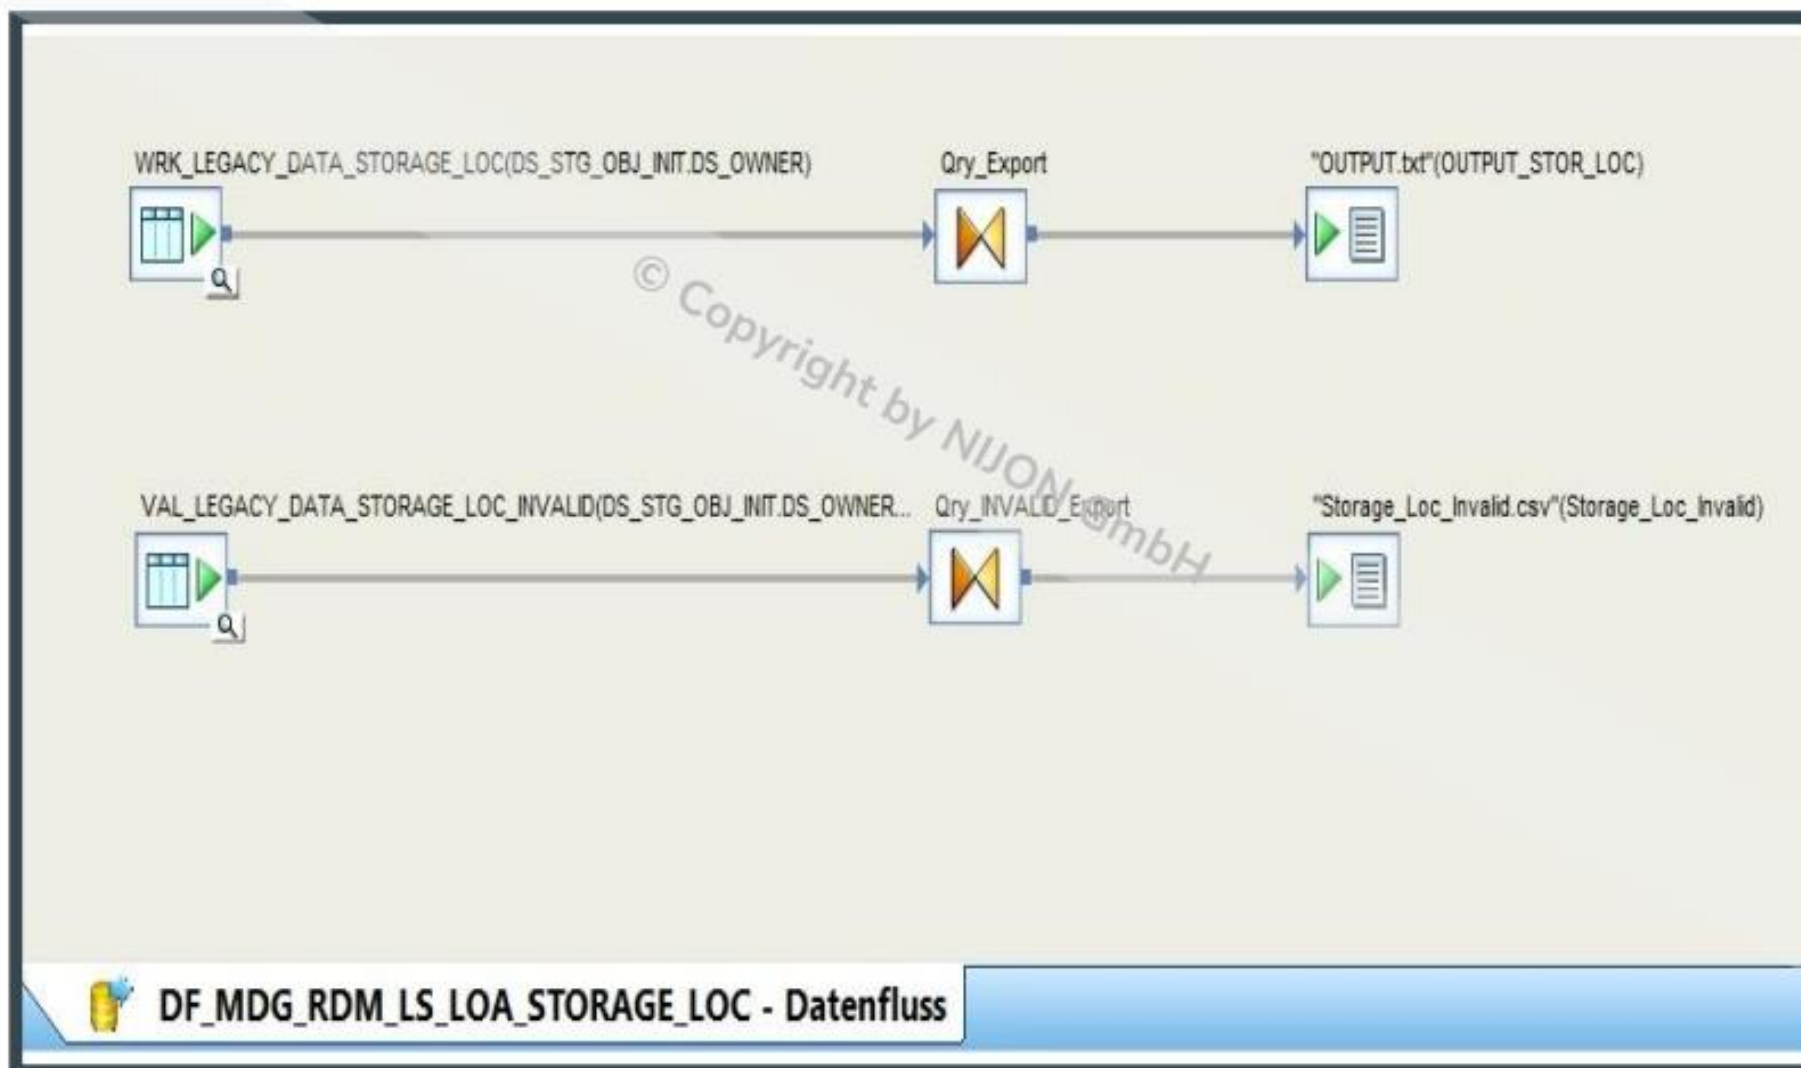 WRK_LEGACY_DATA_STORAGE_LOC(DS_STG_OBJ_INIT.DS_OWNER)
Qry_Export
"OUTPUT.txt"(OUTPUT_STOR_LOC)
© Copyright by NIJON GmbH
VAL_LEGACY_DATA_STORAGE_LOC_INVALID(DS_STG_OBJ_INIT.DS_OWNER...
Qry_INVALID_Export
"Storage_Loc_Invalid.csv"(Storage_Loc_Invalid)
DF_MDG_RDM_LS_LOA_STORAGE_LOC - Datenfluss